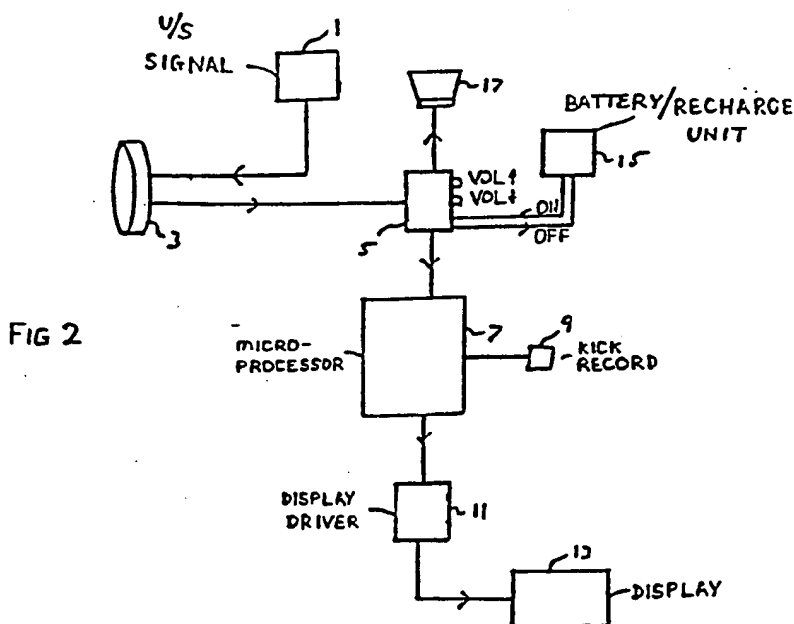 U/S
SIGNAL
1
17
BATTERY/RECHARGE
UNIT
15
3
5
VOL↑
VOL↓
ON
OFF
FIG 2
MICRO-
PROCESSOR
7
9
KICK
RECORD
DISPLAY
DRIVER
11
13
DISPLAY